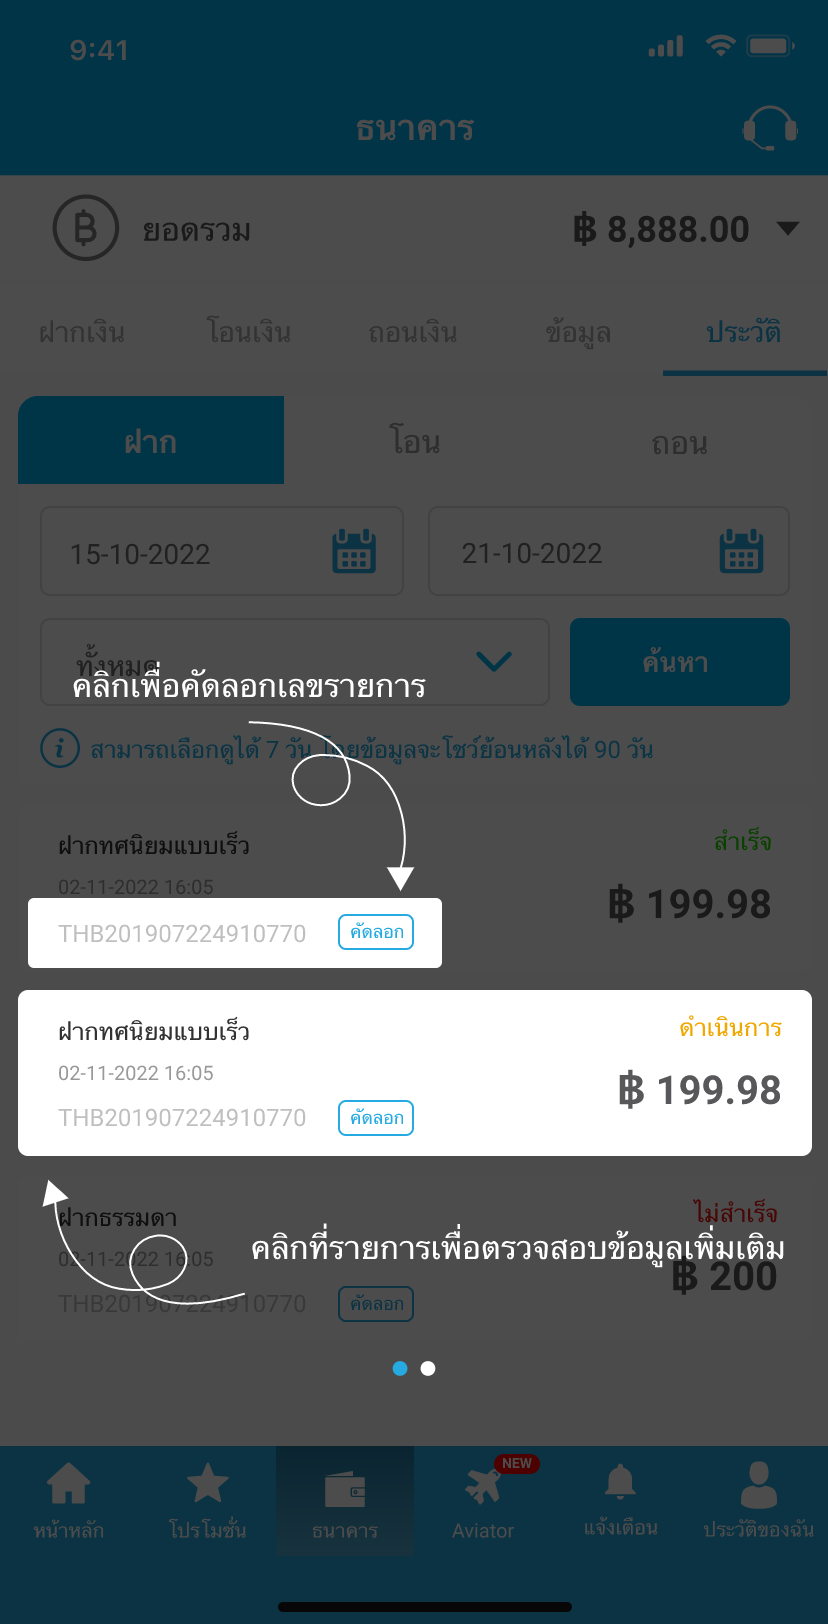 9:41
ธนาคาร
ยอดรวม
฿ 8,888.00
ฝากเงิน
โอนเงิน
ถอนเงิน
ข้อมูล
ประวัติ
ฝาก
โอน
ถอน
15-10-2022
21-10-2022
ทั้งหมด
ค้นหา
คลิกเพื่อคัดลอกเลขรายการ
สามารถเลือกดูได้ 7 วัน โดยข้อมูลจะโชว์ย้อนหลังได้ 90 วัน
ฝากทศนิยมแบบเร็ว
สำเร็จ
02-11-2022 16:05
฿ 199.98
THB201907224910770
คัดลอก
ฝากทศนิยมแบบเร็ว
ดำเนินการ
02-11-2022 16:05
฿ 199.98
THB201907224910770
คัดลอก
ฝากธรรมดา
ไม่สำเร็จ
คลิกที่รายการเพื่อตรวจสอบข้อมูลเพิ่มเติม
02-11-2022 16:05
฿ 200
THB201907224910770
คัดลอก
NEW
หน้าหลัก
โปรโมชั่น
ธนาคาร
Aviator
แจ้งเตือน
ประวัติของฉัน